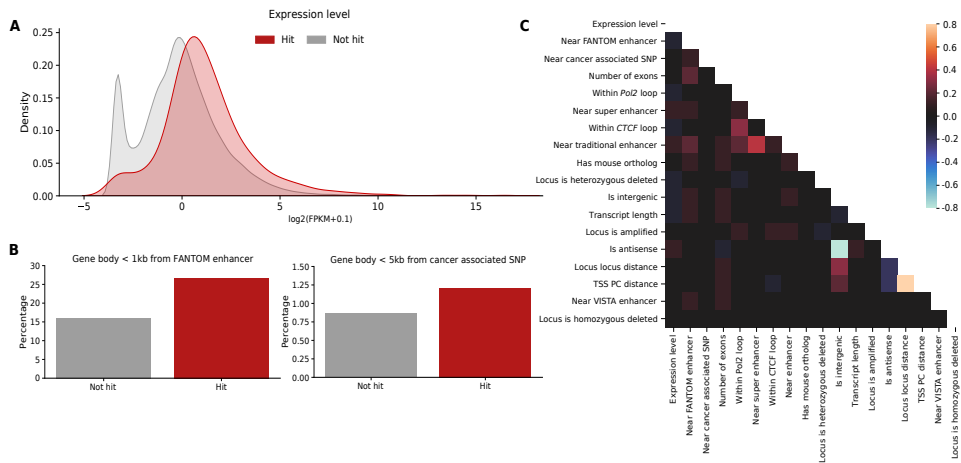 A
Expression level
Hit
Not hit
0.25
0.20
0.15
0.10
0.05
0.00
Density
−5
0
5
10
15
log2(FPKM+0.1)
B
Gene body < 1kb from FANTOM enhancer
30
25
20
15
10
5
0
Percentage
Not hit
Hit
Gene body < 5kb from cancer associated SNP
1.5
1.0
0.5
0.0
Percentage
Not hit
Hit
C
Expression level
Near FANTOM enhancer
Near cancer associated SNP
Number of exons
Within Pol2 loop
Near super enhancer
Within CTCF loop
Near traditional enhancer
Has mouse ortholog
Locus is heterozygous deleted
Is intergenic
Transcript length
Locus is amplified
Is antisense
Locus locus distance
TSS PC distance
Near VISTA enhancer
Locus is homozygous deleted
Expression level
Near FANTOM enhancer
Near cancer associated SNP
Number of exons
Within Pol2 loop
Near super enhancer
Within CTCF loop
Near enhancer
Has mouse ortholog
Locus is heterozygous deleted
Is intergenic
Transcript length
Locus is amplified
Is antisense
Locus locus distance
TSS PC distance
Near VISTA enhancer
Locus is homozygous deleted
0.8
0.6
0.4
0.2
0.0
-0.2
-0.4
-0.6
-0.8